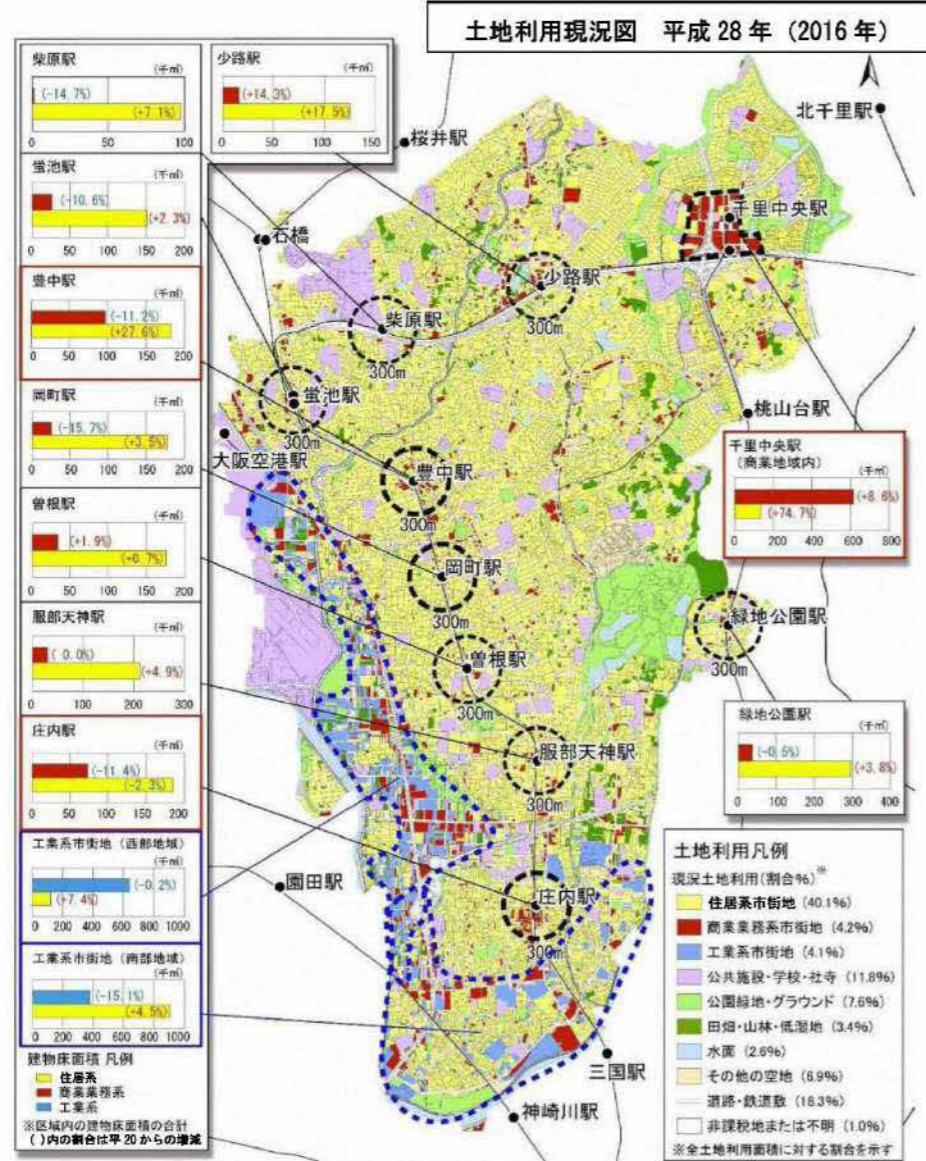 土地利用現況図 平成28年（2016年）
柴原駅
（千㎡）
(-14.7%)
(+7.1%)
0 50 100
少路駅
（千㎡）
(+14.3%)
(+17.5%)
0 50 100 150
蛍池駅
（千㎡）
(-10.6%)
(+2.3%)
0 50 100 150 200
豊中駅
（千㎡）
(-11.2%)
(+27.6%)
0 50 100 150 200
岡町駅
（千㎡）
(-15.7%)
(+3.5%)
0 50 100 150 200
曽根駅
（千㎡）
(+1.9%)
(+0.7%)
0 50 100 150 200
服部天神駅
（千㎡）
( 0.0%)
(+4.9%)
0 100 200 300
庄内駅
（千㎡）
(-11.4%)
(-2.3%)
0 50 100 150 200
工業系市街地（西部地域）
（千㎡）
(-0.2%)
(+7.4%)
0 200 400 600 800 1000
工業系市街地（南部地域）
（千㎡）
(-15.1%)
(+4.5%)
0 200 400 600 800 1000
建物床面積 凡例
住居系
商業業務系
工業系
※区域内の建物床面積の合計
( )内の割合は平20からの増減
桜井駅
北千里駅
石橋
千里中央駅
少路駅
300m
柴原駅
300m
蛍池駅
300m
大阪空港駅
桃山台駅
豊中駅
300m
千里中央駅
（商業地域内）
（千㎡）
(+8.6%)
(+74.7%)
0 200 400 600 800
岡町駅
300m
緑地公園駅
300m
曽根駅
300m
服部天神駅
300m
緑地公園駅
（千㎡）
(-0.5%)
(+3.8%)
0 100 200 300 400
園田駅
庄内駅
300m
三国駅
神崎川駅
土地利用凡例
現況土地利用(割合%)※
住居系市街地 (40.1%)
商業業務系市街地 (4.2%)
工業系市街地 (4.1%)
公共施設・学校・社寺 (11.8%)
公園緑地・グラウンド (7.6%)
田畑・山林・低湿地 (3.4%)
水面 (2.6%)
その他の空地 (6.9%)
道路・鉄道敷 (18.3%)
非課税地または不明 (1.0%)
※全土地利用面積に対する割合を示す